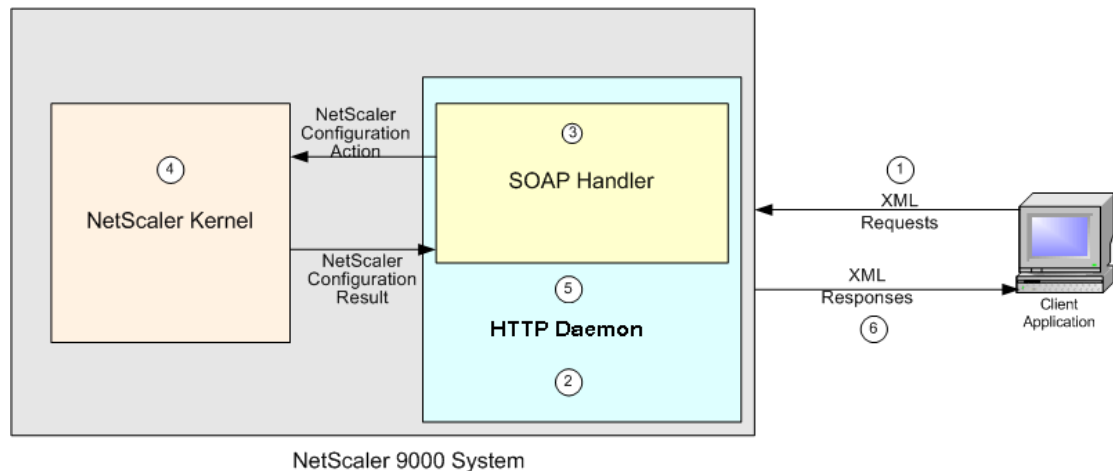 NetScaler
Configuration
Action
3
SOAP Handler
4
NetScaler Kernel
1
XML
Requests
NetScaler
Configuration
Result
5
HTTP Daemon
2
XML
Responses
6
Client
Application
NetScaler 9000 System